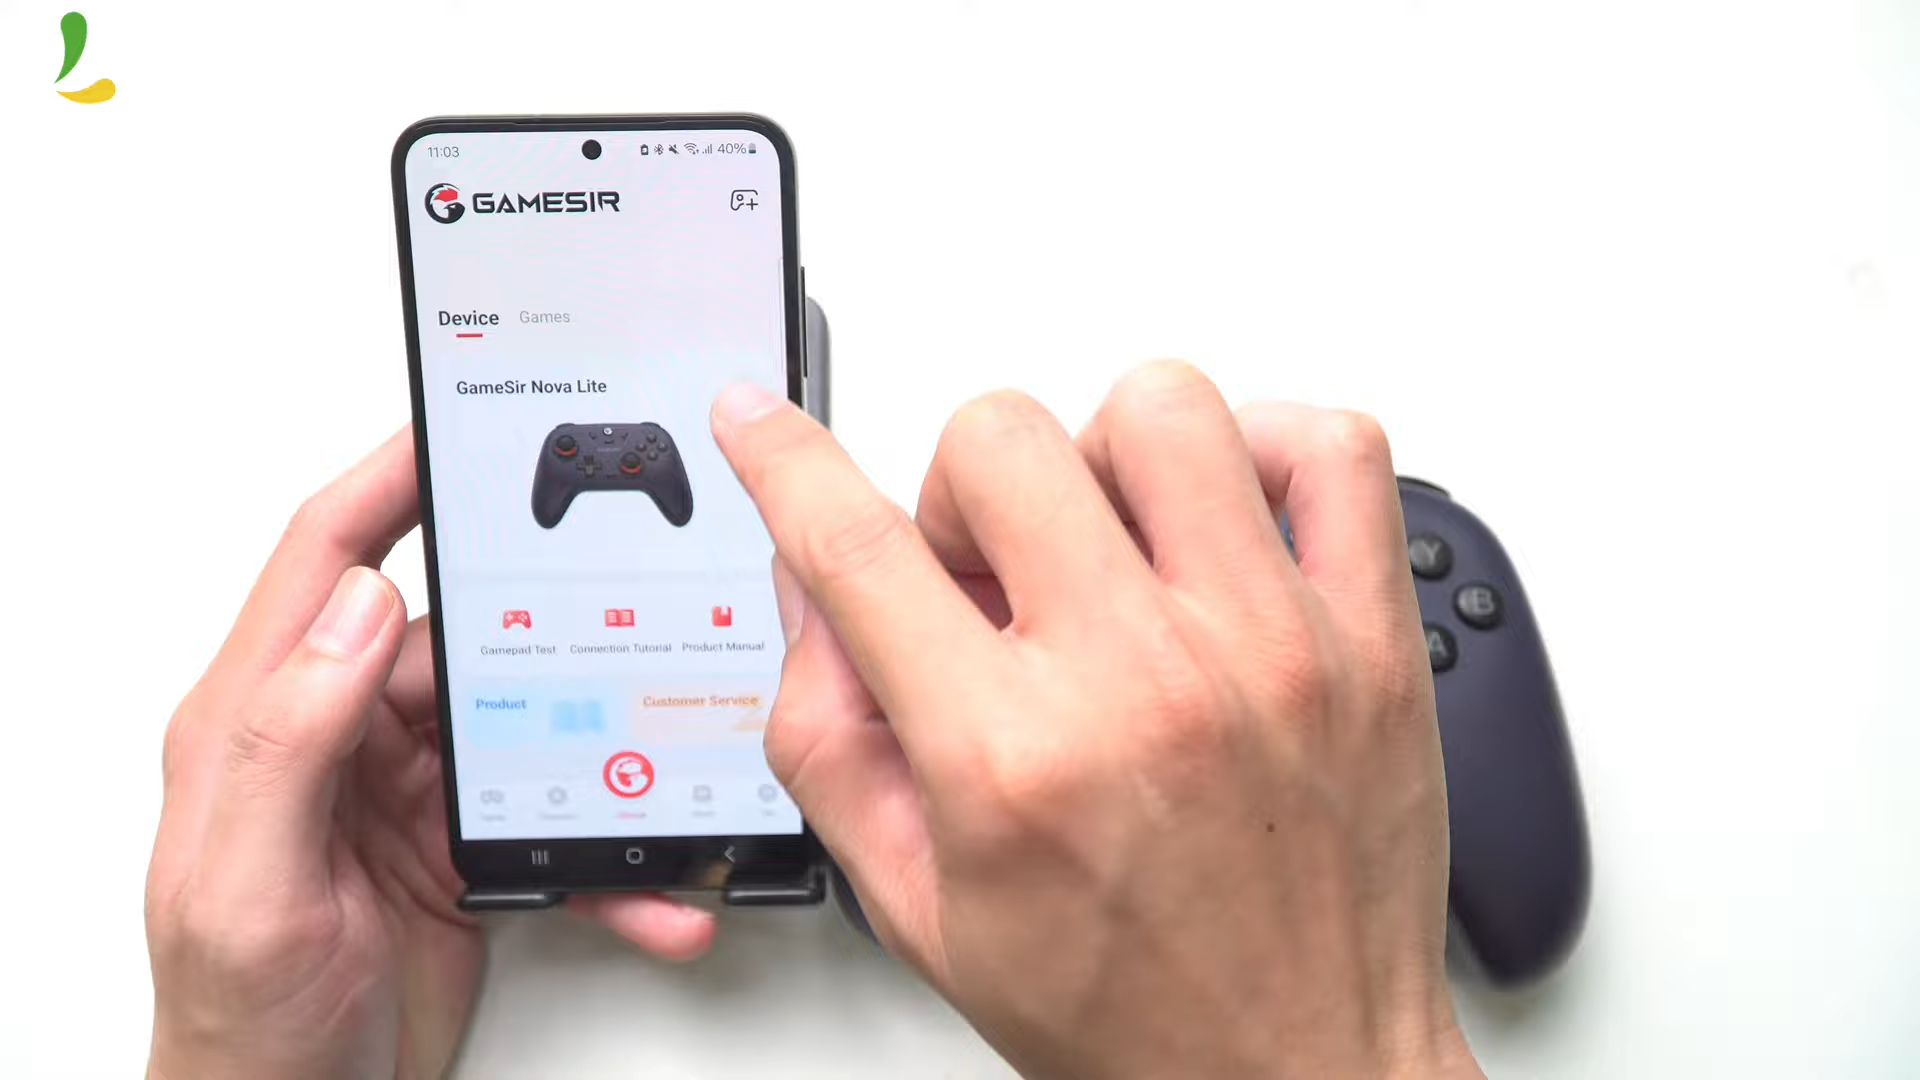 11:03
40%
GAMESIR
Device Games
GameSir Nova Lite
Gamepad Test Connection Tutorial Product Manual
Product Customer Service
Y
B
A